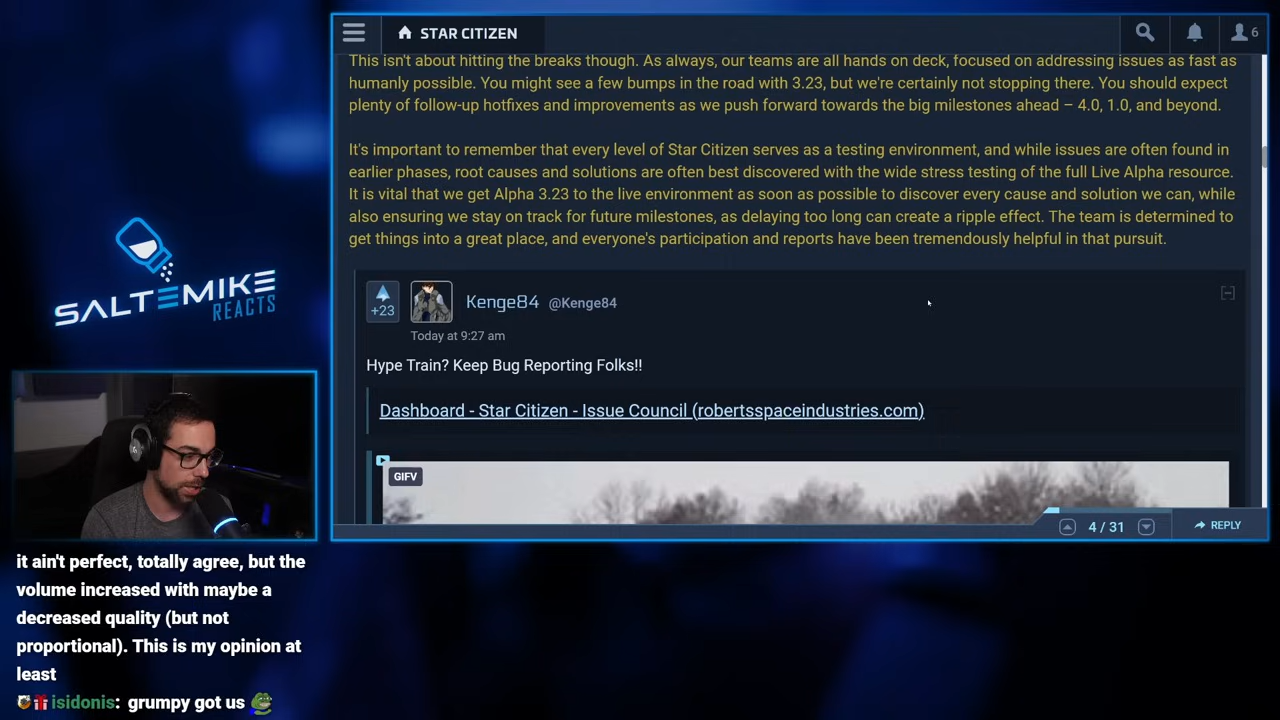 STAR CITIZEN
6
This isn't about hitting the breaks though. As always, our teams are all hands on deck, focused on addressing issues as fast as
humanly possible. You might see a few bumps in the road with 3.23, but we're certainly not stopping there. You should expect
plenty of follow-up hotfixes and improvements as we push forward towards the big milestones ahead – 4.0, 1.0, and beyond.
It's important to remember that every level of Star Citizen serves as a testing environment, and while issues are often found in
earlier phases, root causes and solutions are often best discovered with the wide stress testing of the full Live Alpha resource.
It is vital that we get Alpha 3.23 to the live environment as soon as possible to discover every cause and solution we can, while
also ensuring we stay on track for future milestones, as delaying too long can create a ripple effect. The team is determined to
get things into a great place, and everyone's participation and reports have been tremendously helpful in that pursuit.
+23
Kenge84 @Kenge84
[-]
Today at 9:27 am
Hype Train? Keep Bug Reporting Folks!!
Dashboard - Star Citizen - Issue Council (robertsspaceindustries.com)
GIFV
4 / 31
REPLY
SALTEMIKE
REACTS
it ain't perfect, totally agree, but the
volume increased with maybe a
decreased quality (but not
proportional). This is my opinion at
least
isidonis: grumpy got us